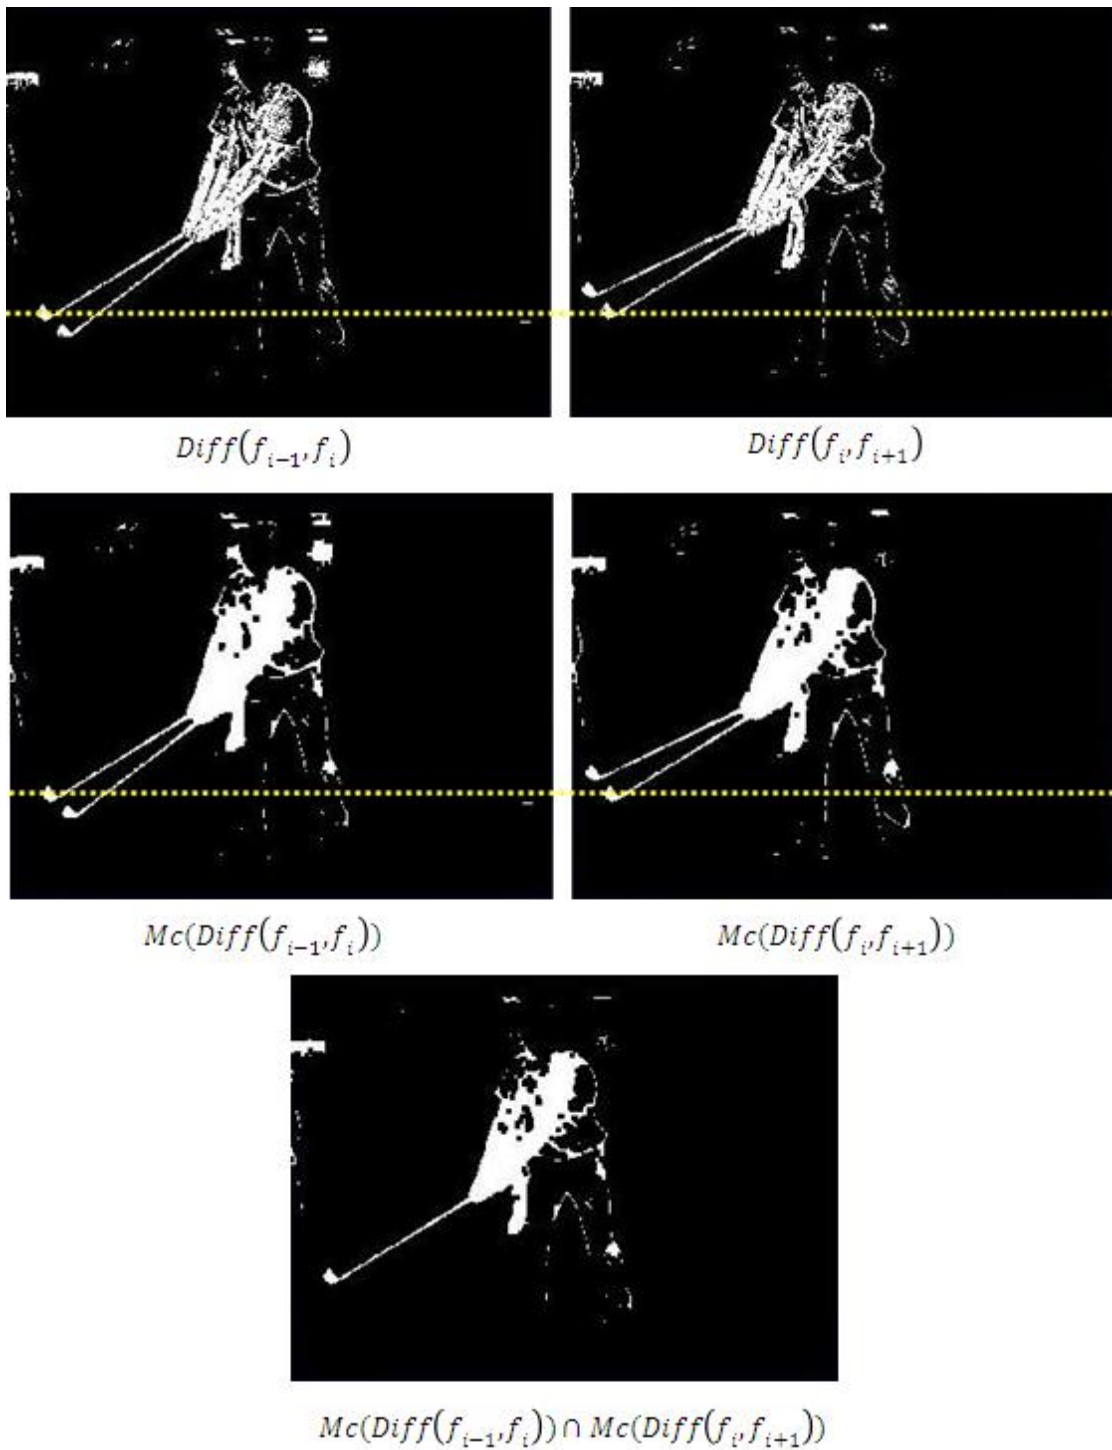 Diff(f_{i-1},f_i)
Diff(f_i,f_{i+1})
Mc(Diff(f_{i-1},f_i))
Mc(Diff(f_i,f_{i+1}))
Mc(Diff(f_{i-1},f_i))∩Mc(Diff(f_i,f_{i+1}))